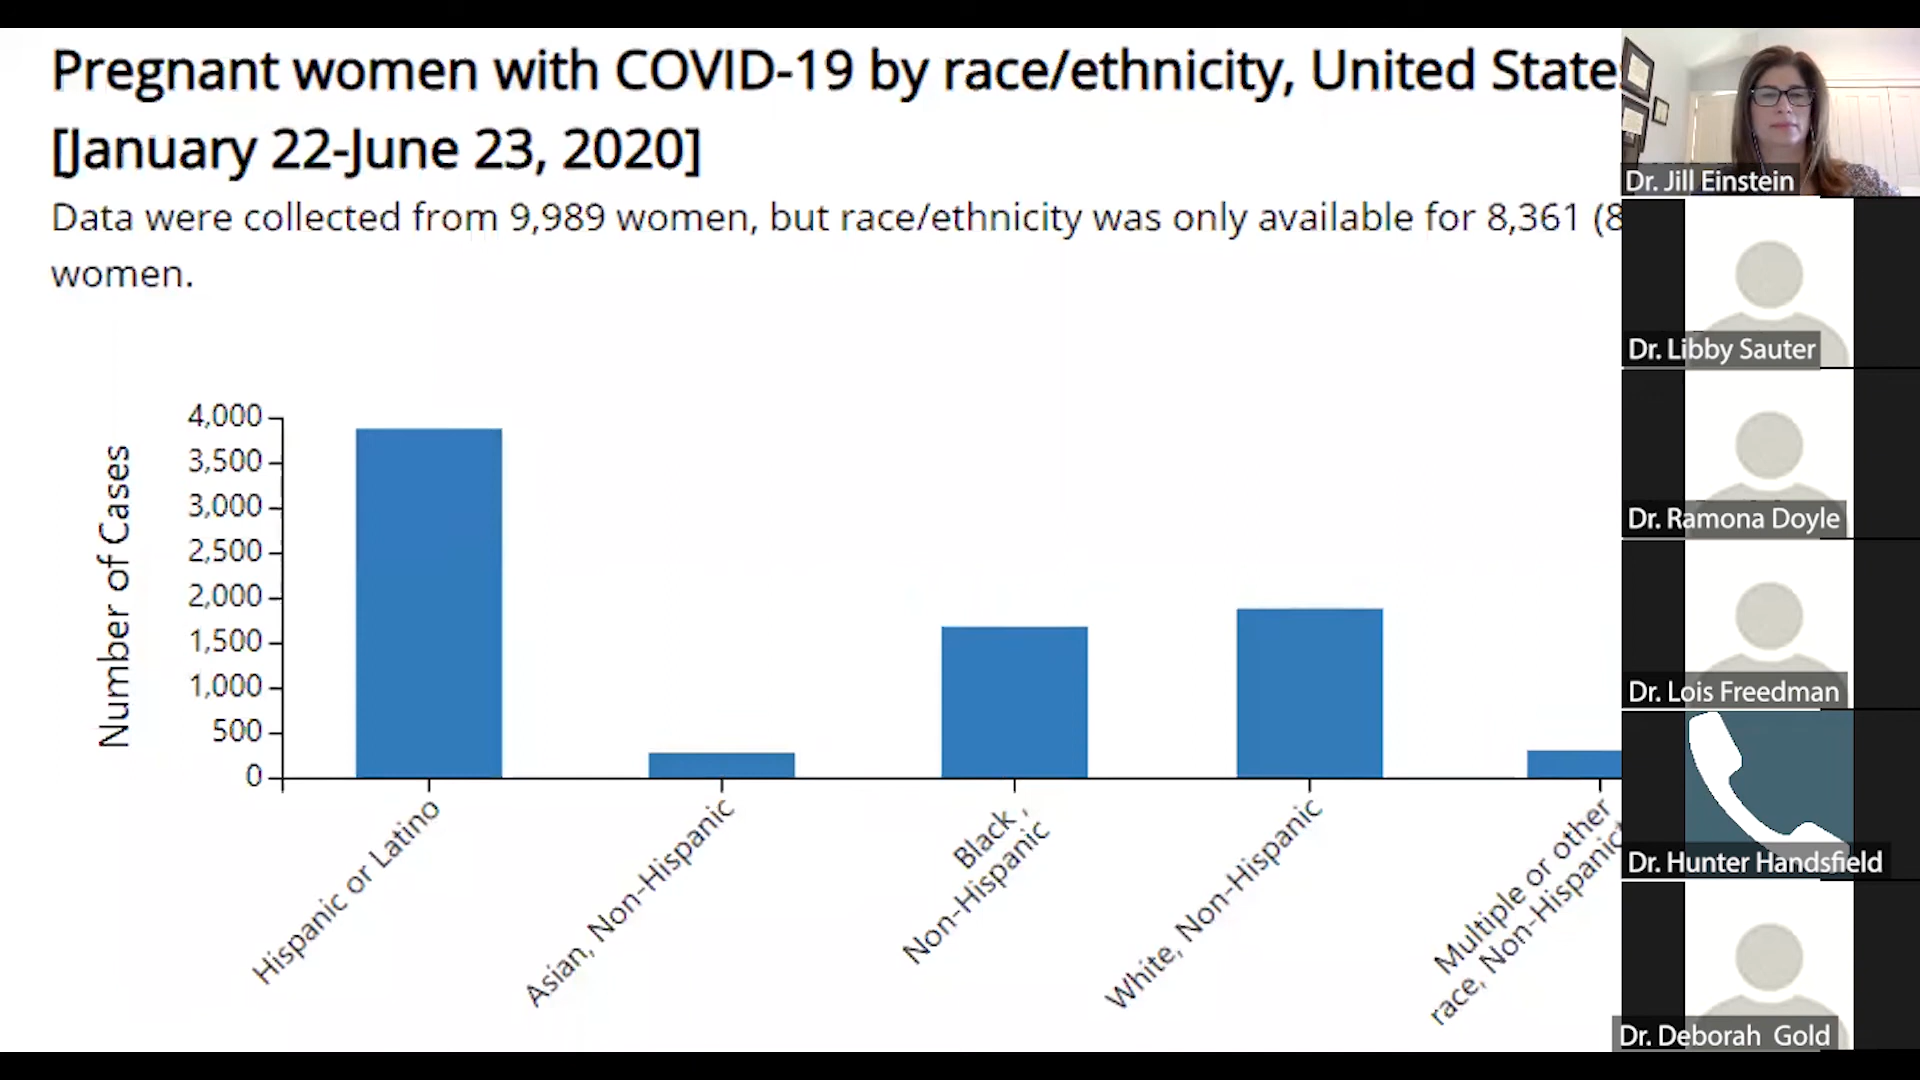 Pregnant women with COVID-19 by race/ethnicity, United State
[January 22-June 23, 2020]
Data were collected from 9,989 women, but race/ethnicity was only available for 8,361 (8
women.
Number of Cases
4,000
3,500
3,000
2,500
2,000
1,500
1,000
500
0
Hispanic or Latino
Asian, Non-Hispanic
Black ,
Non-Hispanic
White, Non-Hispanic
Multiple or other
race, Non-Hispanic
Dr. Jill Einstein
Dr. Libby Sauter
Dr. Ramona Doyle
Dr. Lois Freedman
Dr. Hunter Handsfield
Dr. Deborah Gold